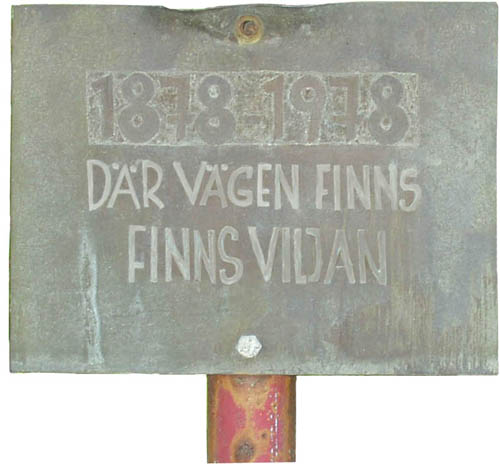 1878-1978
DÄR VÄGEN FINNS
FINNS VILJAN